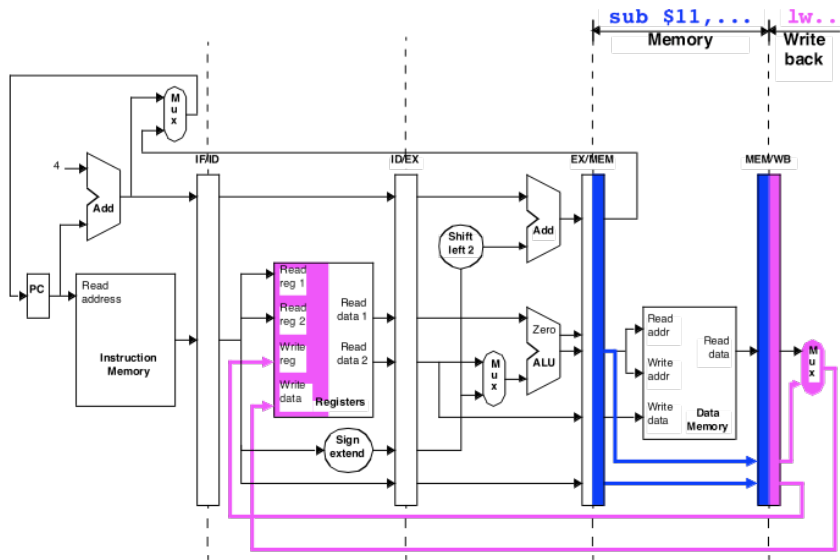 sub $11,...
lw..
Memory
Write
back
M
u
x
IF/ID
ID/EX
EX/MEM
MEM/WB
4
Add
Add
Shift
left 2
PC
Read
address
Instruction
Memory
Read
reg 1
Read
reg 2
Write
reg
Write
data
Read
data 1
Read
data 2
Registers
Sign
extend
M
u
x
Zero
ALU
Read
addr
Write
addr
Write
data
Read
data
Data
Memory
M
u
x